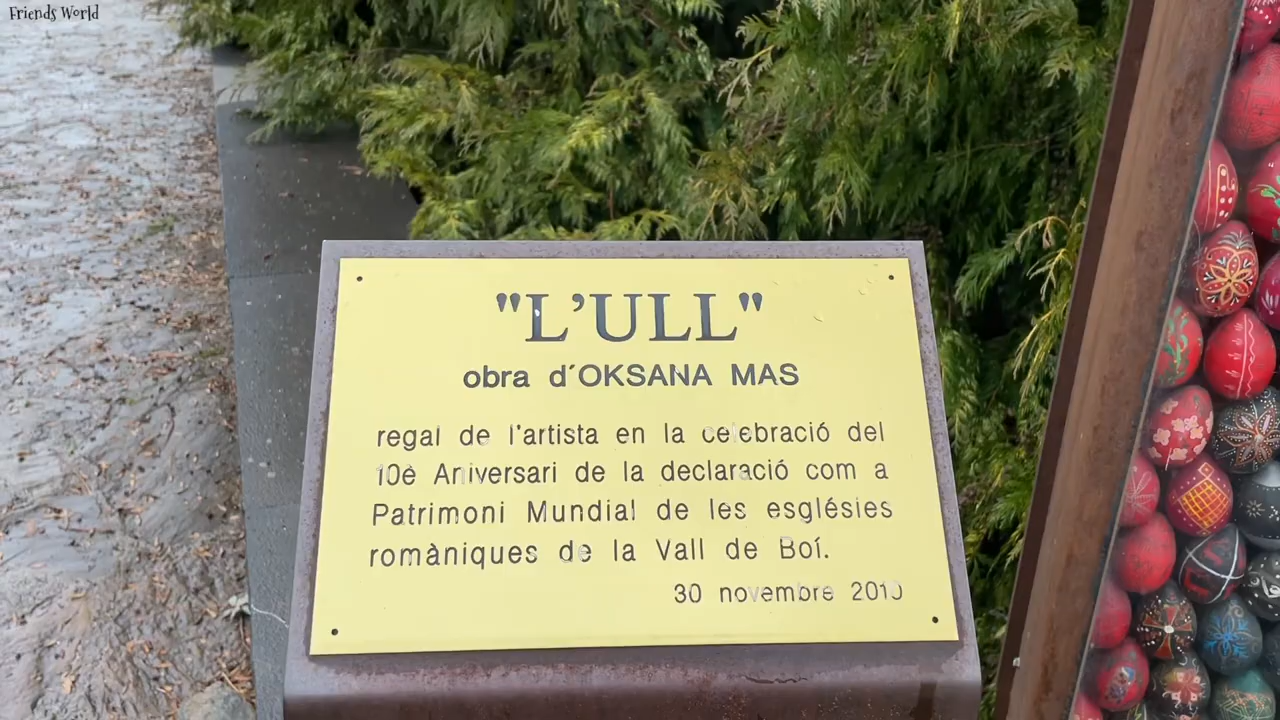 Friends World
"L'ULL"
obra d´OKSANA MAS
regal de l'artista en la celebració del
10è Aniversari de la declaració com a
Patrimoni Mundial de les esglésies
romàniques de la Vall de Boí.
30 novembre 2010